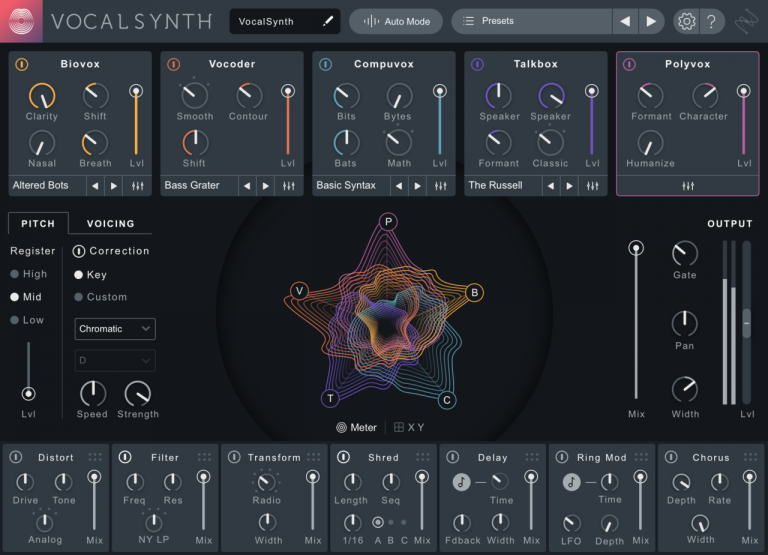 VOCALSYNTH
VocalSynth
Auto Mode
Presets
?
Biovox
Clarity Shift
Nasal Breath Lvl
Altered Bots
Vocoder
Smooth Contour
Shift Lvl
Bass Grater
Compuvox
Bits Bytes
Bats Math Lvl
Basic Syntax
Talkbox
Speaker Speaker
Formant Classic Lvl
The Russell
Polyvox
Formant Character
Humanize Lvl
PITCH VOICING
Register Correction
High Key
Mid Custom
Low
Chromatic
D
Lvl Speed Strength
P
V B
T C
Meter X Y
OUTPUT
Gate
Pan
Mix Width Lvl
Distort
Drive Tone
Analog Mix
Filter
Freq Res
NY LP Mix
Transform
Radio
Width Mix
Shred
Length Seq
1/16 A B C Mix
Delay
Time
Fdback Width Mix
Ring Mod
Time
LFO Depth Mix
Chorus
Depth Rate
Width Mix